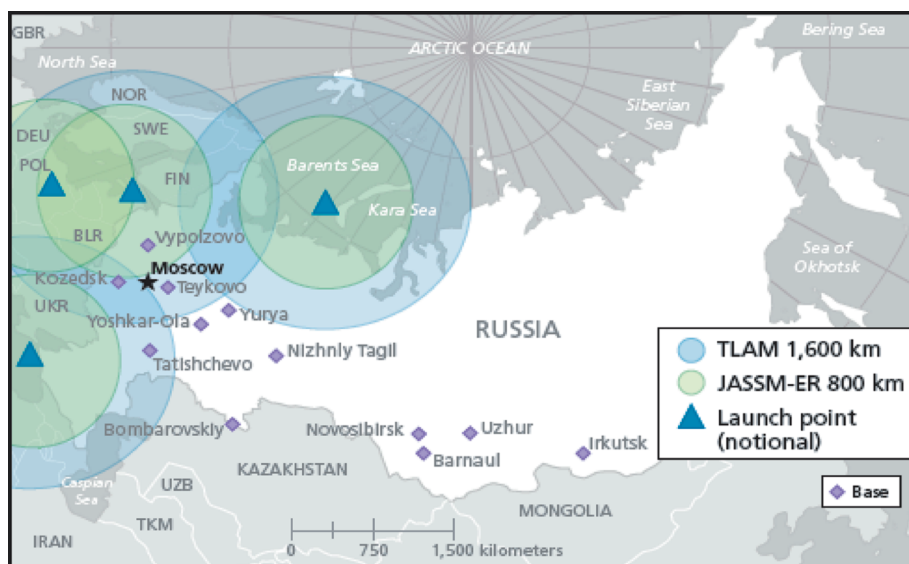 GBR
North Sea
ARCTIC OCEAN
Bering Sea
NOR
East
Siberian
Sea
DEU
SWE
POL
FIN
Barents Sea
Kara Sea
BLR
Vypolzovo
Sea of
Okhotsk
Kozedsk
Moscow
Teykovo
UKR
Yoshkar-Ola
Yurya
RUSSIA
Tatishchevo
Nizhnly Tagil
TLAM 1,600 km
JASSM-ER 800 km
Launch point
(notional)
Bombarovskiy
Novosibirsk
Uzhur
Irkutsk
Barnaul
KAZAKHSTAN
Caspian
Sea
UZB
Base
MONGOLIA
TKM
IRAN
0
750
1,500 kilometers